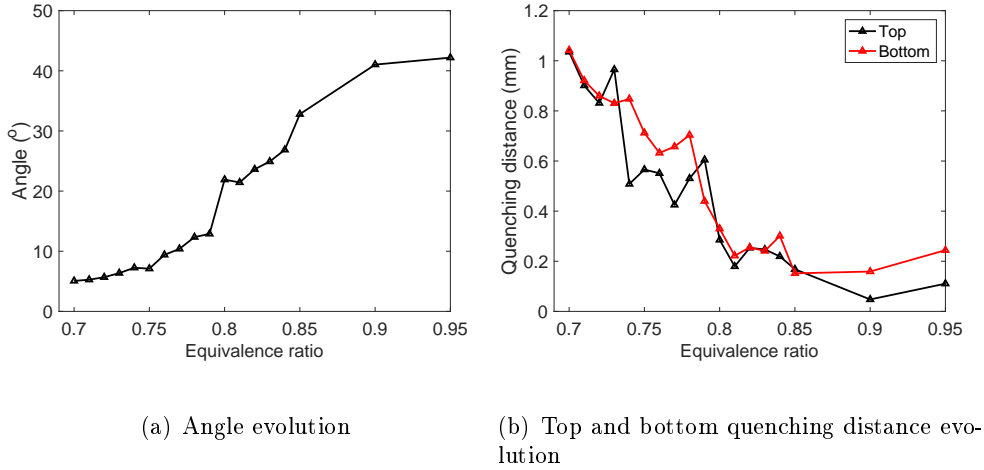 50
40
30
20
10
0
Angle (°)
0.7 0.75 0.8 0.85 0.9 0.95
Equivalence ratio
1.2
1
0.8
0.6
0.4
0.2
0
Quenching distance (mm)
Top
Bottom
0.7 0.75 0.8 0.85 0.9 0.95
Equivalence ratio
(a) Angle evolution
(b) Top and bottom quenching distance evo-
lution